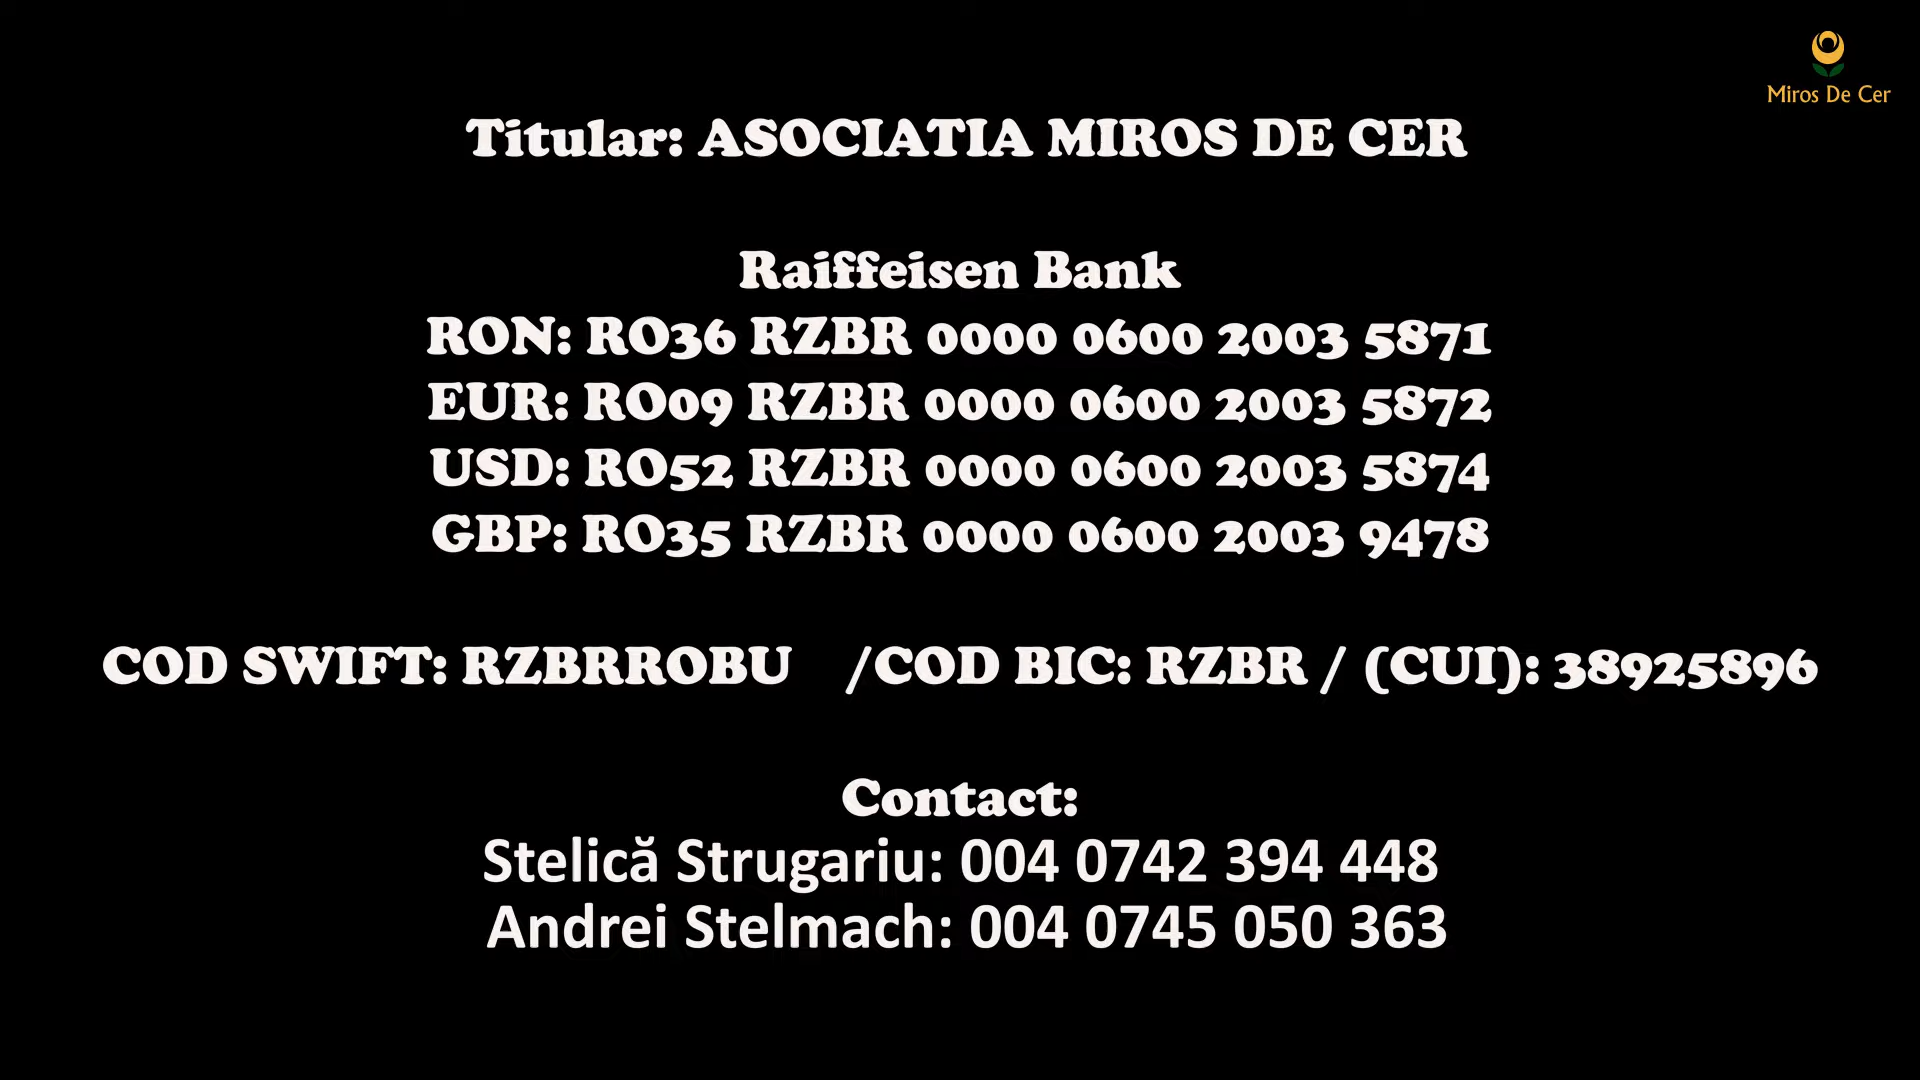 Miros De Cer
Titular: ASOCIATIA MIROS DE CER
Raiffeisen Bank
RON: RO36 RZBR 0000 0600 2003 5871
EUR: RO09 RZBR 0000 0600 2003 5872
USD: RO52 RZBR 0000 0600 2003 5874
GBP: RO35 RZBR 0000 0600 2003 9478
COD SWIFT: RZBRROBU /COD BIC: RZBR / (CUI): 38925896
Contact:
Stelică Strugariu: 004 0742 394 448
Andrei Stelmach: 004 0745 050 363